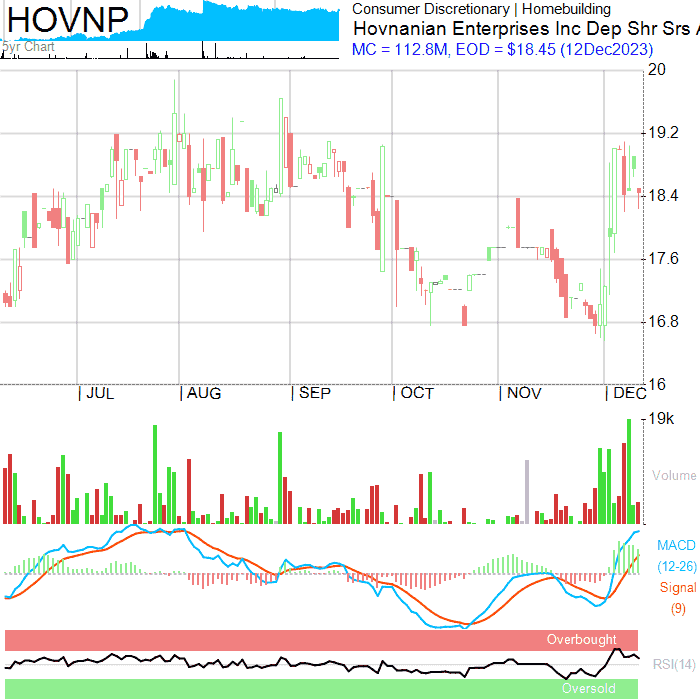 HOVNP
5yr Chart
Consumer Discretionary | Homebuilding
Hovnanian Enterprises Inc Dep Shr Srs A
MC = 112.8M, EOD = $18.45 (12Dec2023)
20
19.2
18.4
17.6
16.8
16
JUL AUG SEP OCT NOV DEC
19k
Volume
MACD
(12-26)
Signal
(9)
Overbought
RSI(14)
Oversold